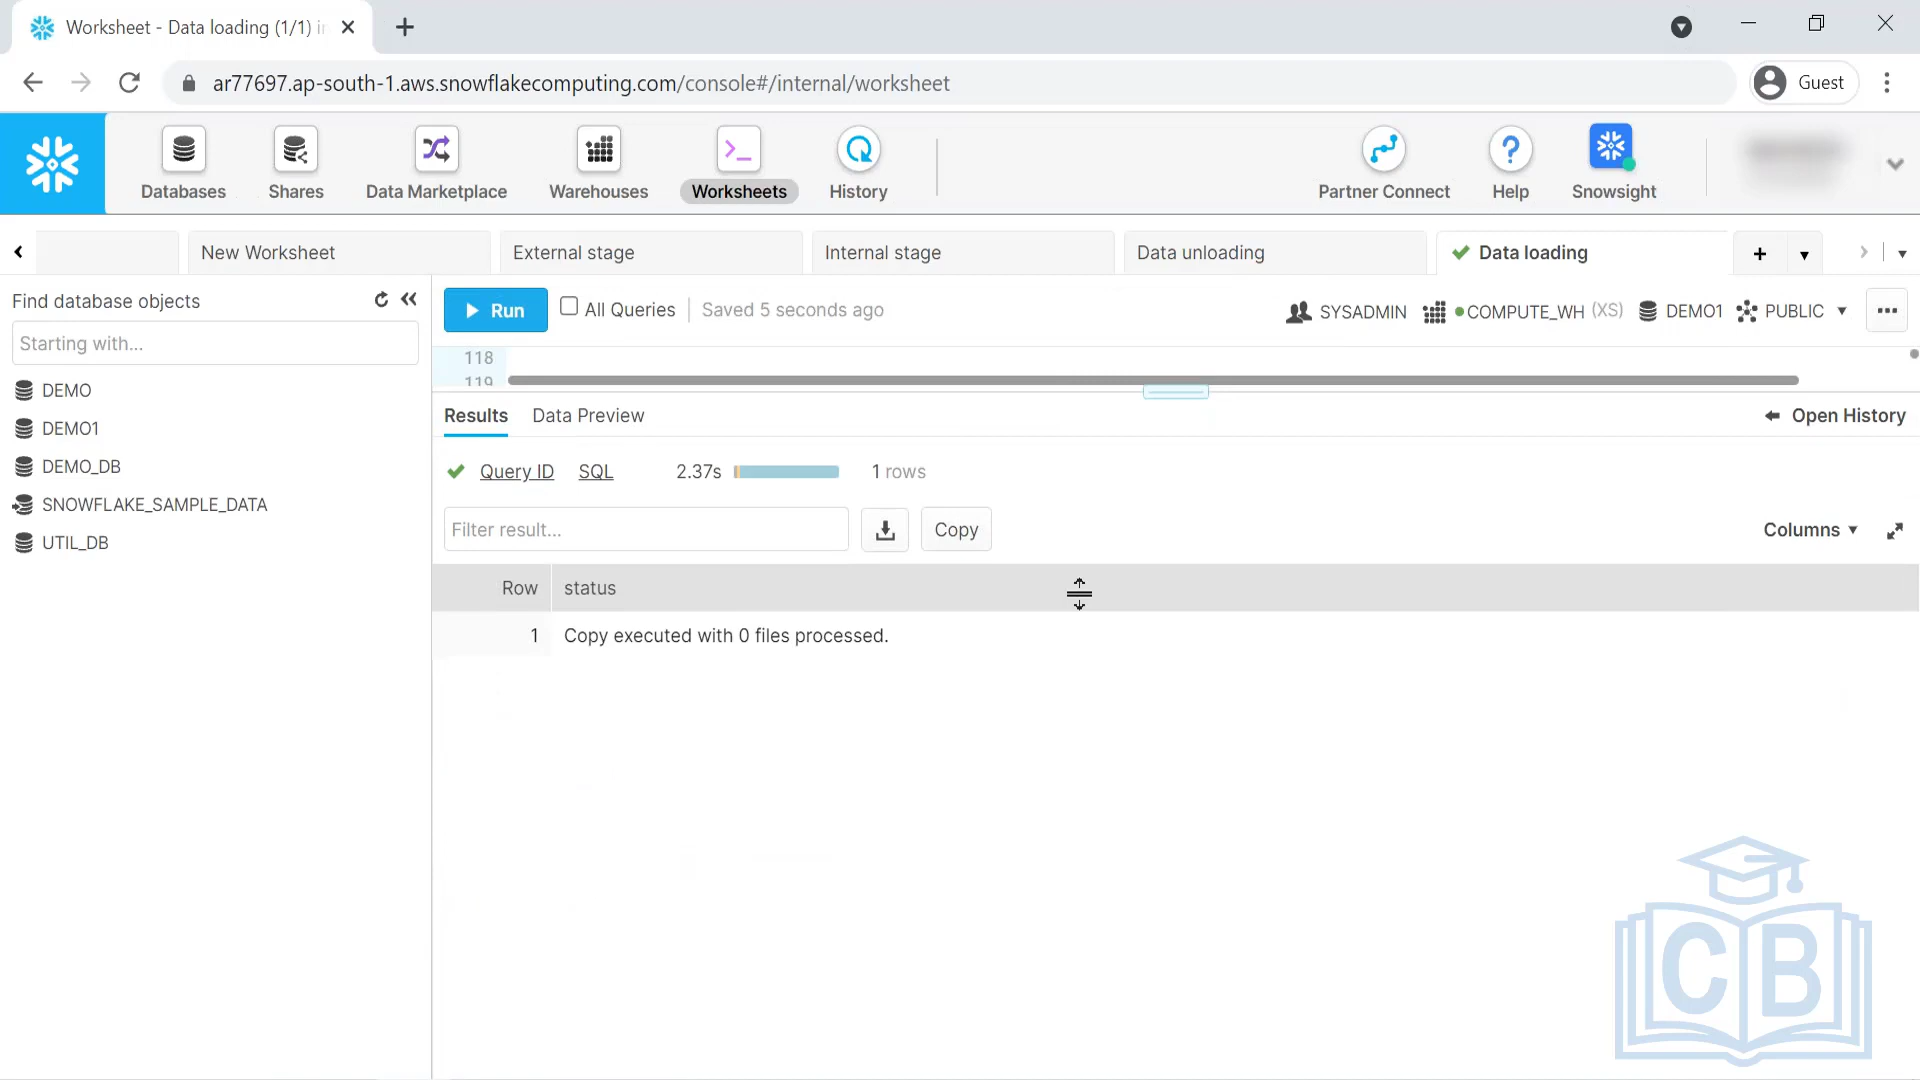 Worksheet - Data loading (1/1) i
ar77697.ap-south-1.aws.snowflakecomputing.com/console#/internal/worksheet
Guest
Databases
Shares
Data Marketplace
Warehouses
Worksheets
History
Partner Connect
Help
Snowsight
New Worksheet
External stage
Internal stage
Data unloading
Data loading
Find database objects
Starting with...
DEMO
DEMO1
DEMO_DB
SNOWFLAKE_SAMPLE_DATA
UTIL_DB
Run
All Queries
Saved 5 seconds ago
SYSADMIN
COMPUTE_WH (XS)
DEMO1
PUBLIC
118
119
Results
Data Preview
Open History
Query ID
SQL
2.37s
1 rows
Filter result...
Copy
Columns
Row
status
1
Copy executed with 0 files processed.
CB